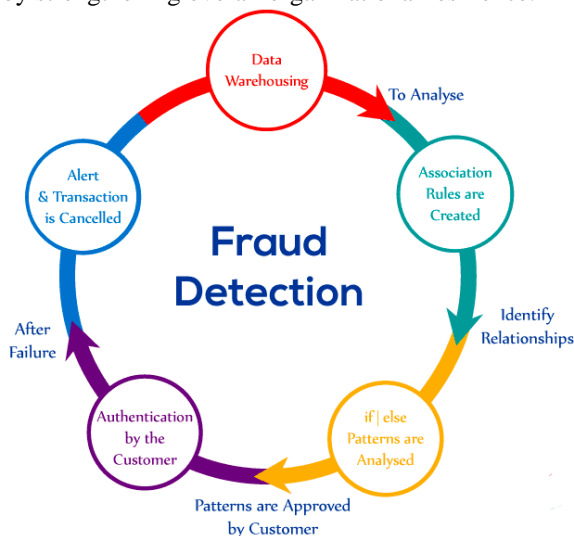 Data
Warehousing
To Analyse
Association
Rules are
Created
Identify
Relationships
if | else
Patterns are
Analysed
Patterns are Approved
by Customer
Authentication
by the
Customer
After
Failure
Alert
& Transaction
is Cancelled
Fraud
Detection